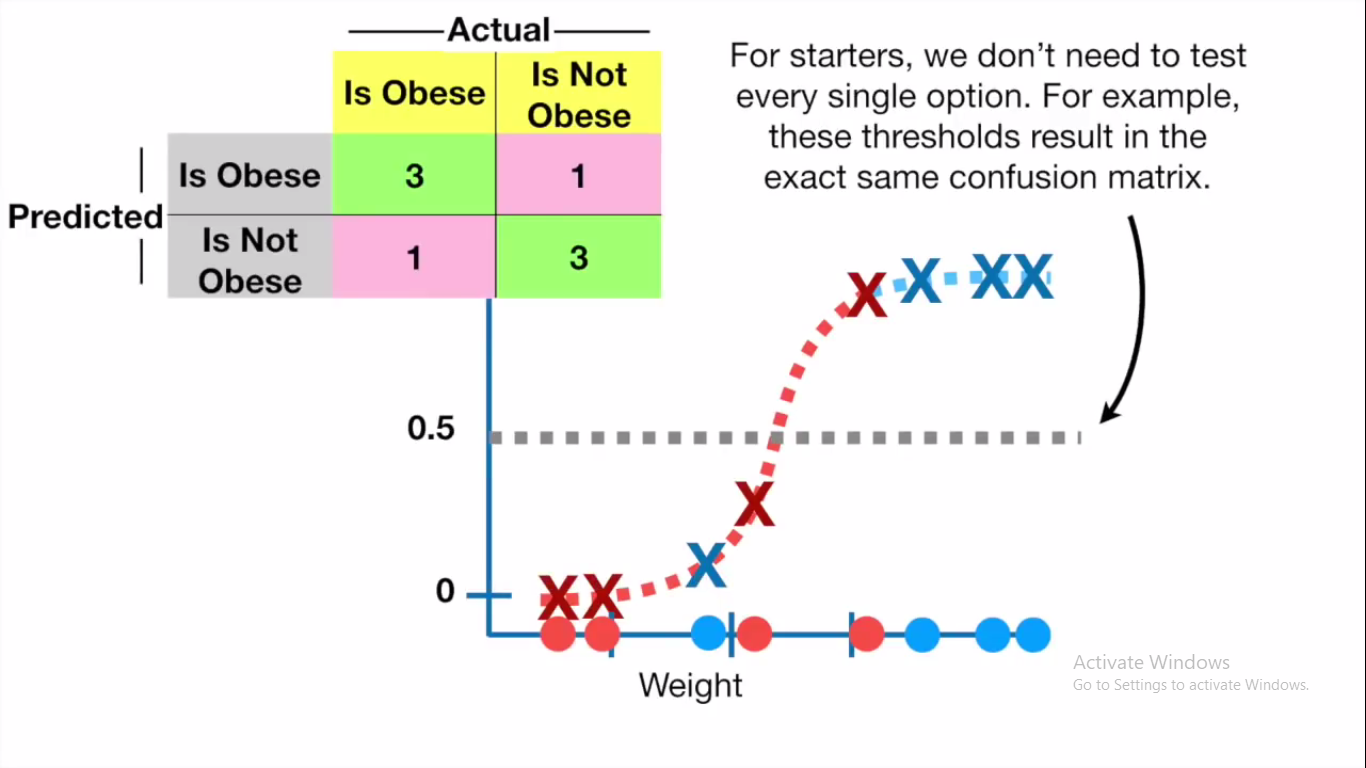 Actual
Is Obese
Is Not
Obese
Predicted
Is Obese
3
1
Is Not
Obese
1
3
For starters, we don’t need to test
every single option. For example,
these thresholds result in the
exact same confusion matrix.
0.5
0
X X X X X X X X
Weight
Activate Windows
Go to Settings to activate Windows.